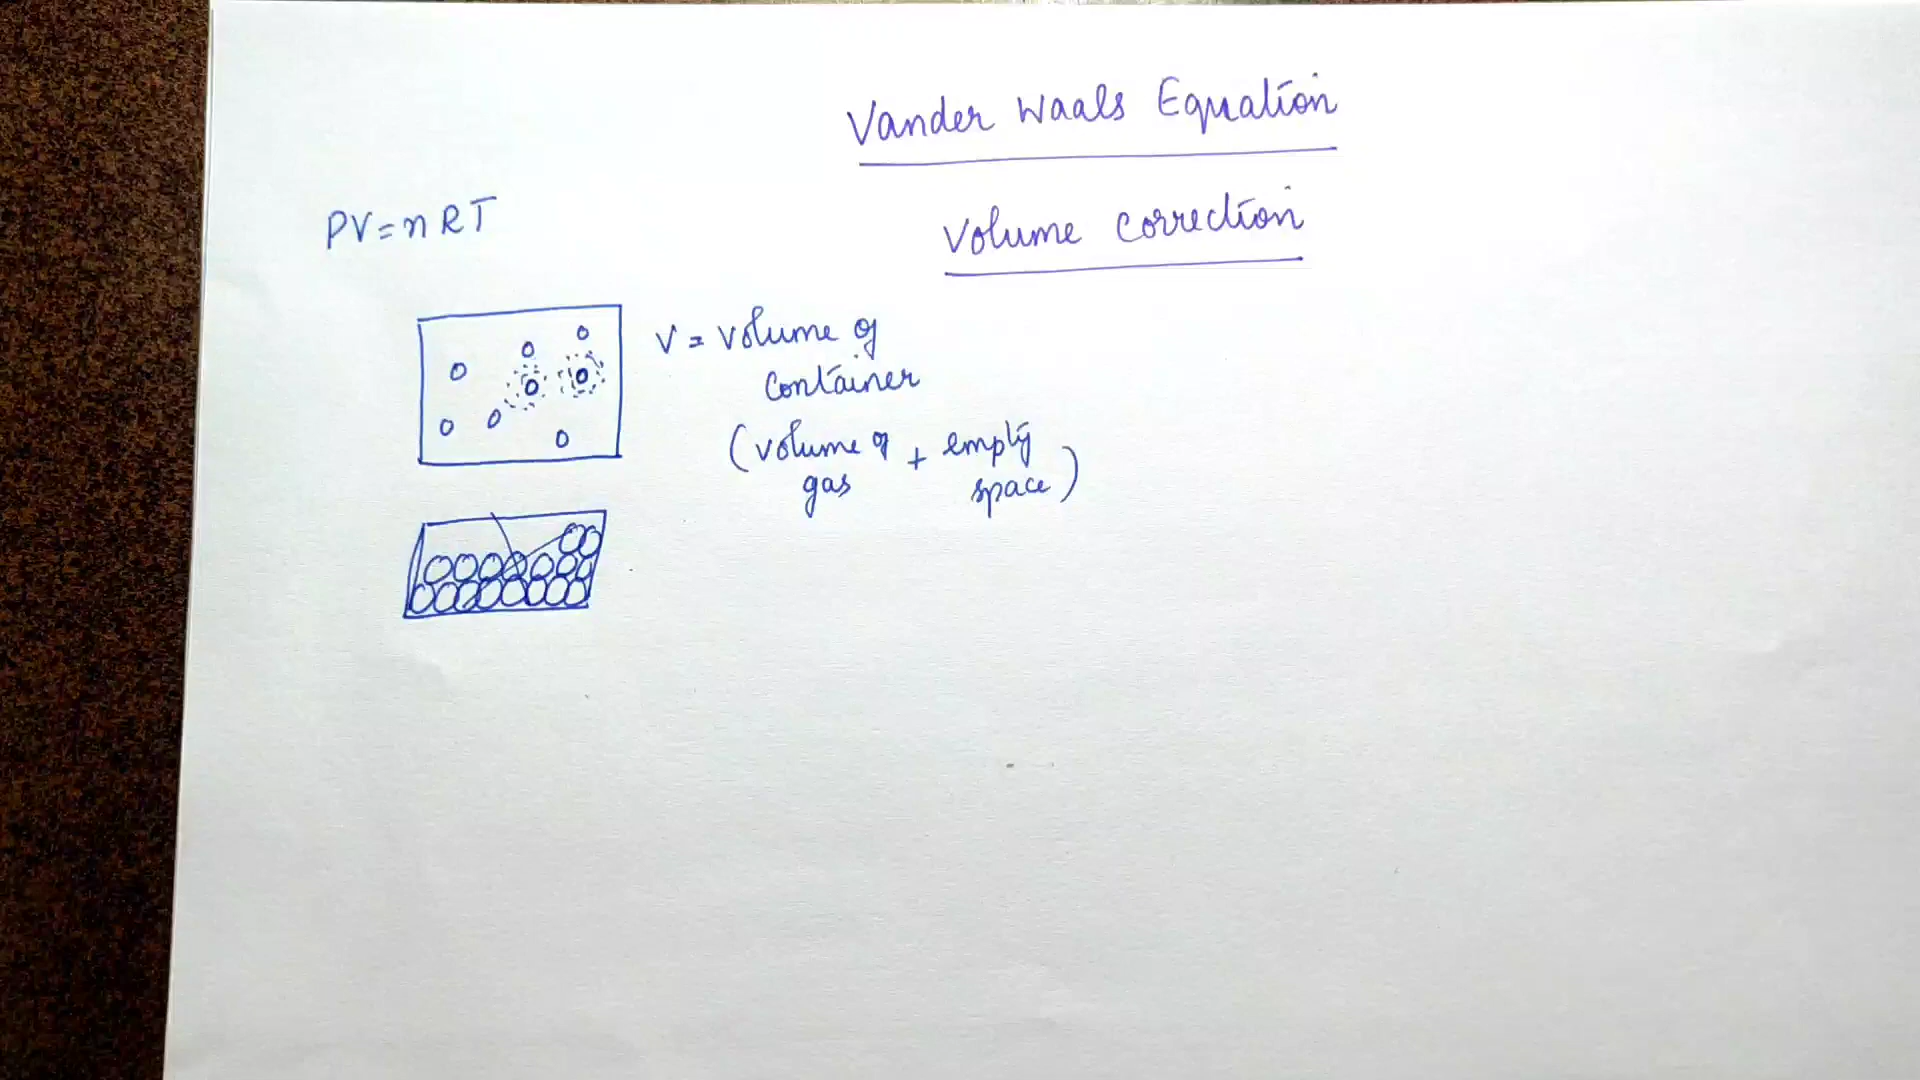 Vander Waals Equation
Volume correction
PV=nRT
V = volume of
container
(volume of + empty
gas space)